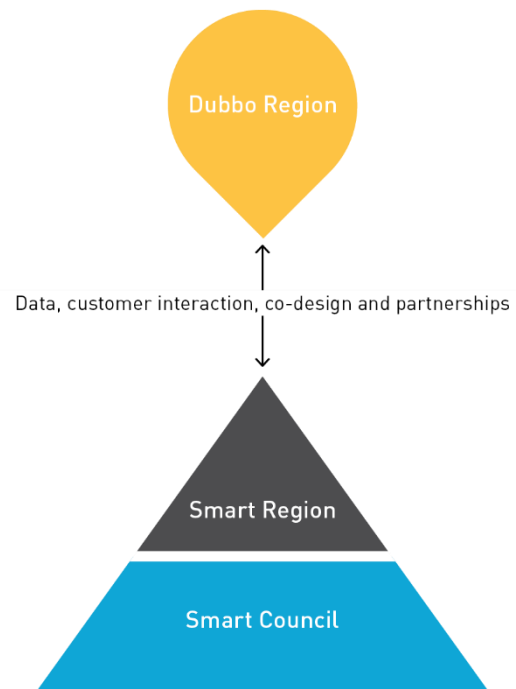 Dubbo Region
Data, customer interaction, co-design and partnerships
Smart Region
Smart Council